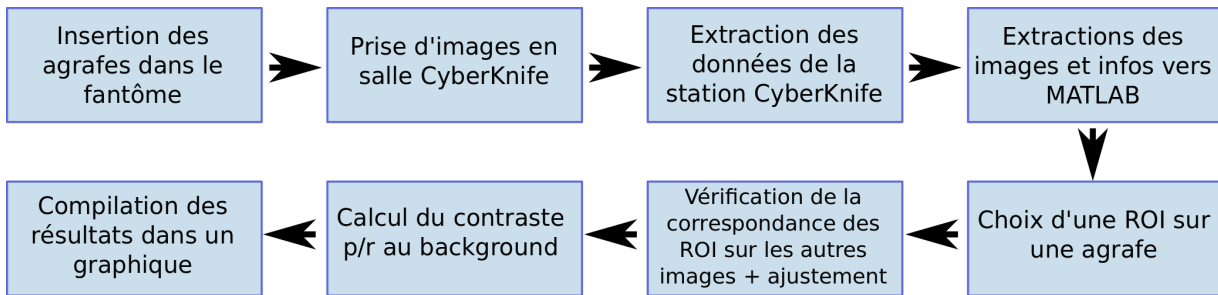 Insertion des
agrafes dans le
fantôme
Prise d'images en
salle CyberKnife
Extraction des
données de la
station CyberKnife
Extractions des
images et infos vers
MATLAB
Choix d'une ROI sur
une agrafe
Vérification de la
correspondance des
ROI sur les autres
images + ajustement
Calcul du contraste
p/r au background
Compilation des
résultats dans un
graphique